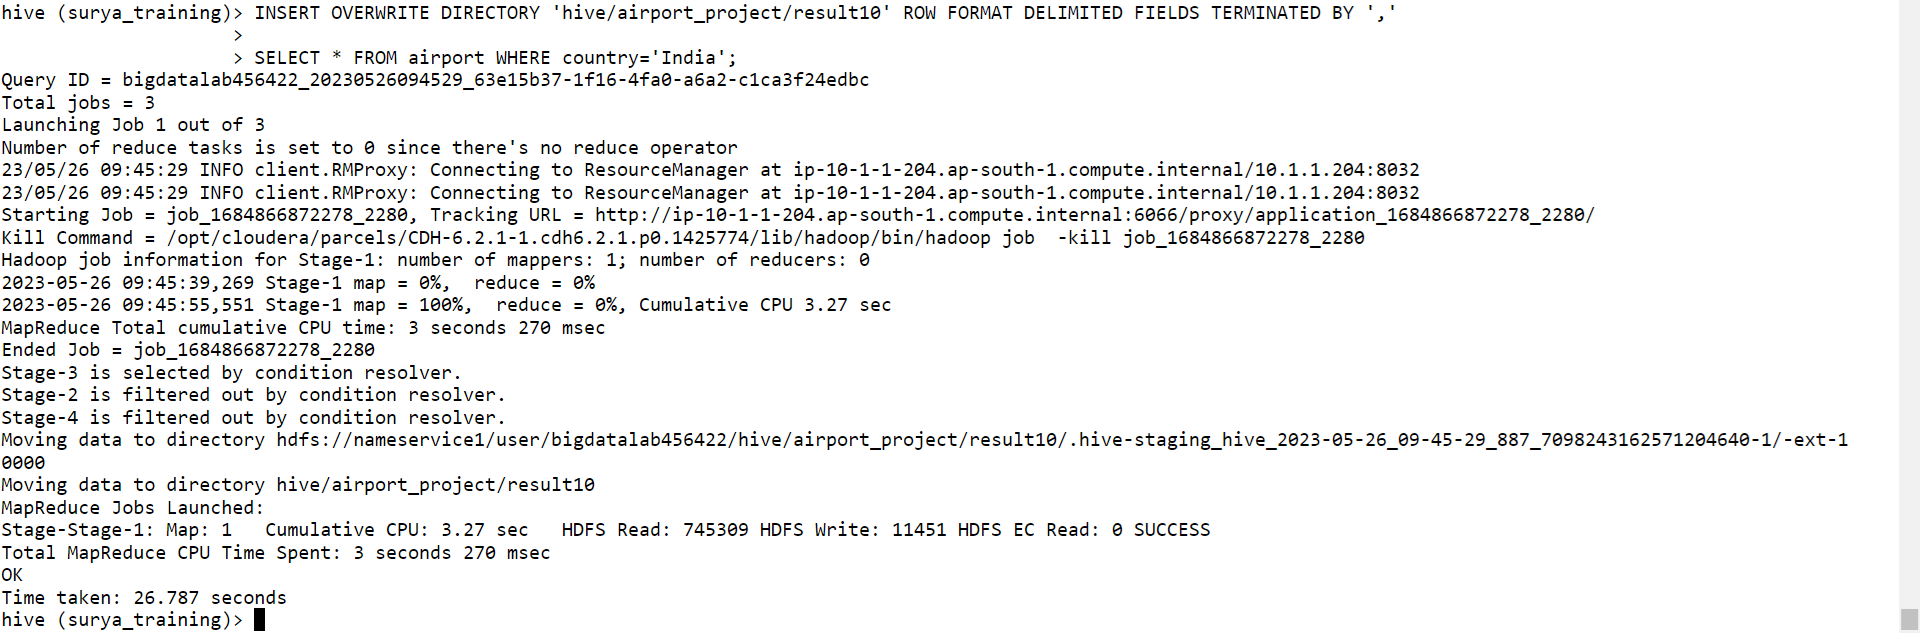 hive (surya_training)> INSERT OVERWRITE DIRECTORY 'hive/airport_project/result10' ROW FORMAT DELIMITED FIELDS TERMINATED BY ','
>
> SELECT * FROM airport WHERE country='India';
Query ID = bigdatalab456422_20230526094529_63e15b37-1f16-4fa0-a6a2-c1ca3f24edbc
Total jobs = 3
Launching Job 1 out of 3
Number of reduce tasks is set to 0 since there's no reduce operator
23/05/26 09:45:29 INFO client.RMProxy: Connecting to ResourceManager at ip-10-1-1-204.ap-south-1.compute.internal/10.1.1.204:8032
23/05/26 09:45:29 INFO client.RMProxy: Connecting to ResourceManager at ip-10-1-1-204.ap-south-1.compute.internal/10.1.1.204:8032
Starting Job = job_1684866872278_2280, Tracking URL = http://ip-10-1-1-204.ap-south-1.compute.internal:6066/proxy/application_1684866872278_2280/
Kill Command = /opt/cloudera/parcels/CDH-6.2.1-1.cdh6.2.1.p0.1425774/lib/hadoop/bin/hadoop job  -kill job_1684866872278_2280
Hadoop job information for Stage-1: number of mappers: 1; number of reducers: 0
2023-05-26 09:45:39,269 Stage-1 map = 0%,  reduce = 0%
2023-05-26 09:45:55,551 Stage-1 map = 100%,  reduce = 0%, Cumulative CPU 3.27 sec
MapReduce Total cumulative CPU time: 3 seconds 270 msec
Ended Job = job_1684866872278_2280
Stage-3 is selected by condition resolver.
Stage-2 is filtered out by condition resolver.
Stage-4 is filtered out by condition resolver.
Moving data to directory hdfs://nameservice1/user/bigdatalab456422/hive/airport_project/result10/.hive-staging_hive_2023-05-26_09-45-29_887_7098243162571204640-1/-ext-1
0000
Moving data to directory hive/airport_project/result10
MapReduce Jobs Launched:
Stage-Stage-1: Map: 1   Cumulative CPU: 3.27 sec   HDFS Read: 745309 HDFS Write: 11451 HDFS EC Read: 0 SUCCESS
Total MapReduce CPU Time Spent: 3 seconds 270 msec
OK
Time taken: 26.787 seconds
hive (surya_training)>